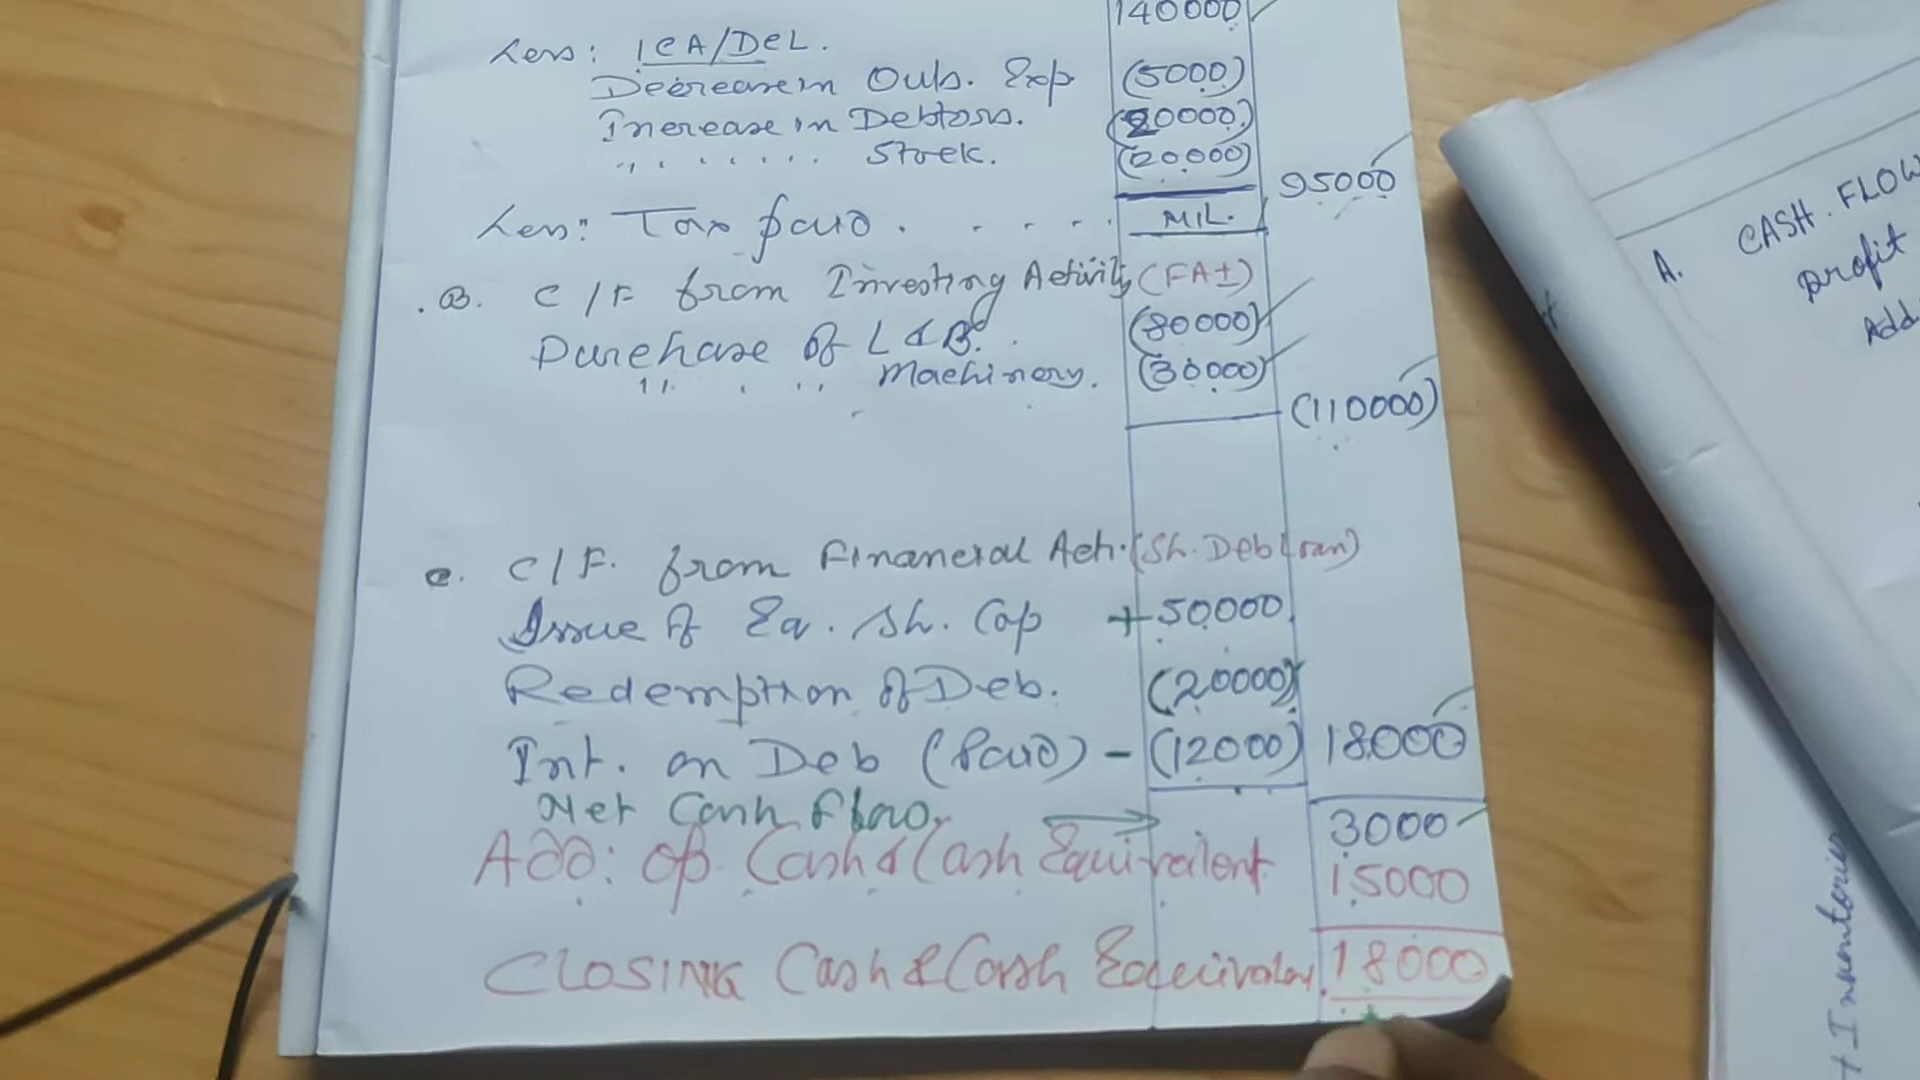 140000
Less: ICA/DCL.
Decrease in Outs. Exp (5000)
Increase in Debtors. (20000)
,, ...... Stock. (20000)
95000
Less: Tax paid . . . . . NIL.
B. C/F from Investing Activity (FA±)
Purchase of L&B. (80000)
,, . ,, Machinery. (30000)
(110000)
C. C/F. from Financial Acti. (Sh. Deb Loan)
Issue of Eq. Sh. Cap + 50000
Redemption of Deb. (20000)
Int. on Deb (Paid) - (12000) 18000
Net Cash Flow. → 3000
Add: op. Cash & Cash Equivalent 15000
CLOSING Cash & Cash Equivalent. 18000
A. CASH FLOW
Profit
Add
Inventories